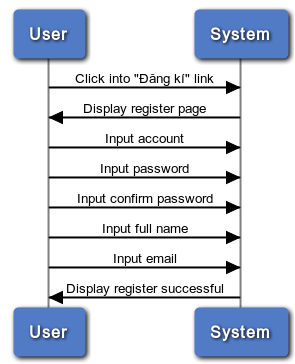 User System
Click into "Đăng kí" link
Display register page
Input account
Input password
Input confirm password
Input full name
Input email
Display register successful
User System